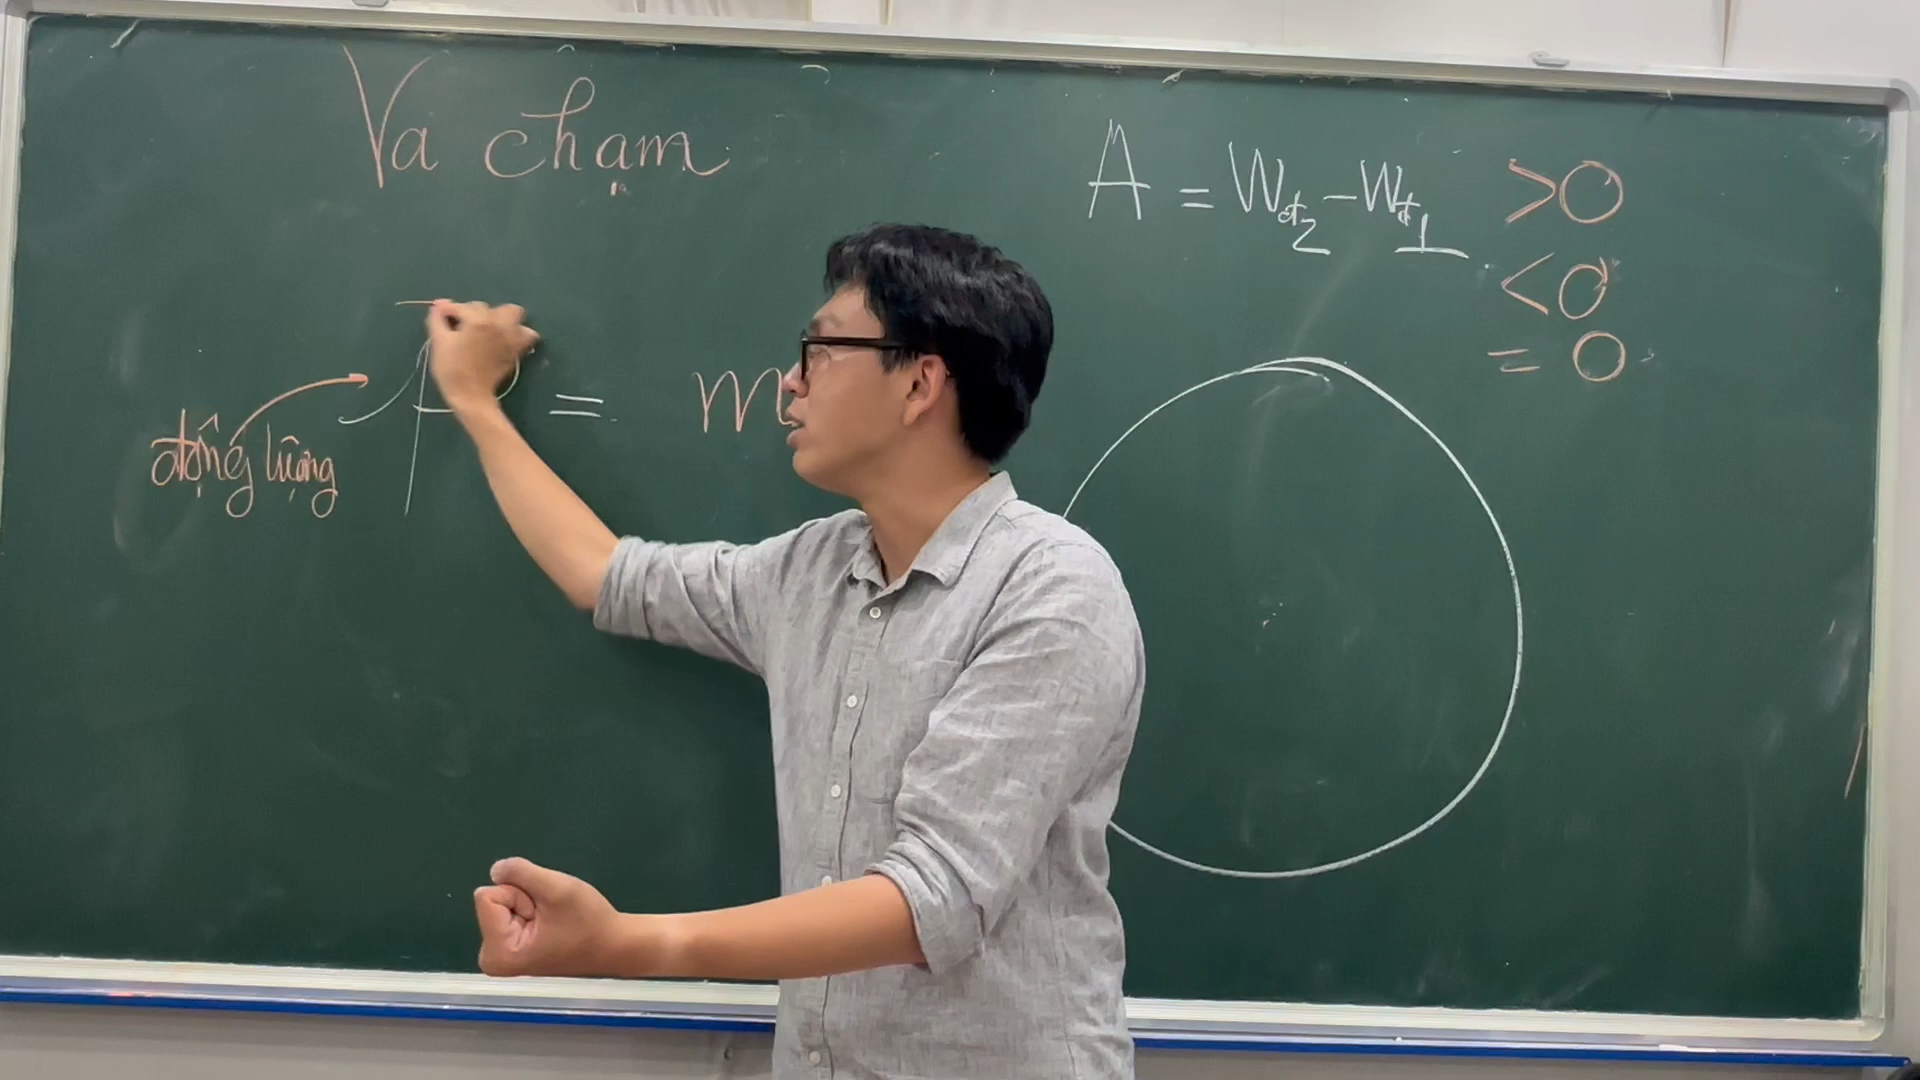 Va chạm
A = Wđ2 - Wđ1 >0
<0
= 0
p = m
động lượng